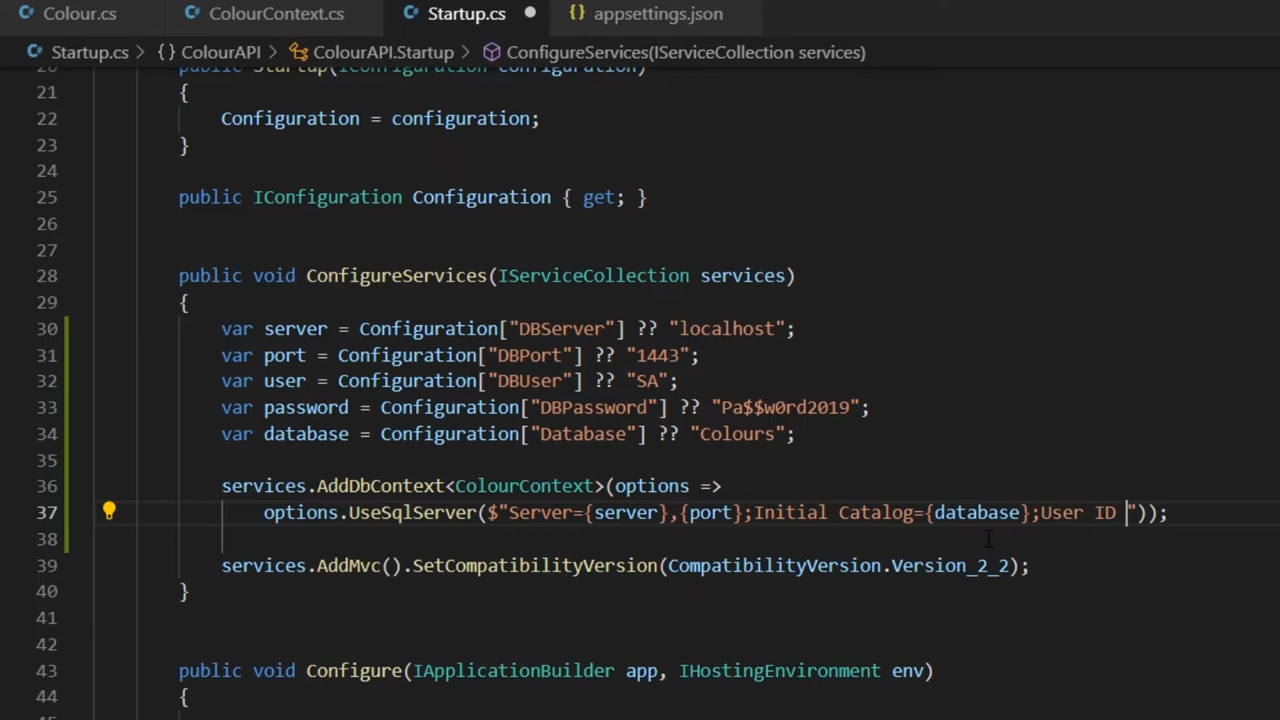 Colour.cs ColourContext.cs Startup.cs appsettings.json
Startup.cs > {} ColourAPI > ColourAPI.Startup > ConfigureServices(IServiceCollection services)
20 public Startup(IConfiguration configuration)
21 {
22 Configuration = configuration;
23 }
24
25 public IConfiguration Configuration { get; }
26
27
28 public void ConfigureServices(IServiceCollection services)
29 {
30 var server = Configuration["DBServer"] ?? "localhost";
31 var port = Configuration["DBPort"] ?? "1443";
32 var user = Configuration["DBUser"] ?? "SA";
33 var password = Configuration["DBPassword"] ?? "Pa$$w0rd2019";
34 var database = Configuration["Database"] ?? "Colours";
35
36 services.AddDbContext<ColourContext>(options =>
37 options.UseSqlServer($"Server={server},{port};Initial Catalog={database};User ID "));
38
39 services.AddMvc().SetCompatibilityVersion(CompatibilityVersion.Version_2_2);
40 }
41
42
43 public void Configure(IApplicationBuilder app, IHostingEnvironment env)
44 {